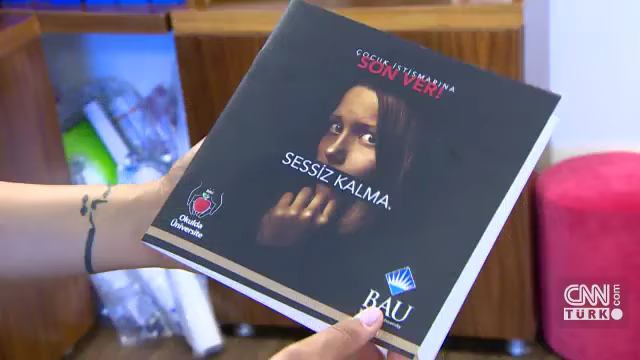 ÇOCUK İSTİSMARINA
SON VER!
SESSİZ KALMA.
Okulda
Üniversite
BAU
CNN
TÜRK
.com